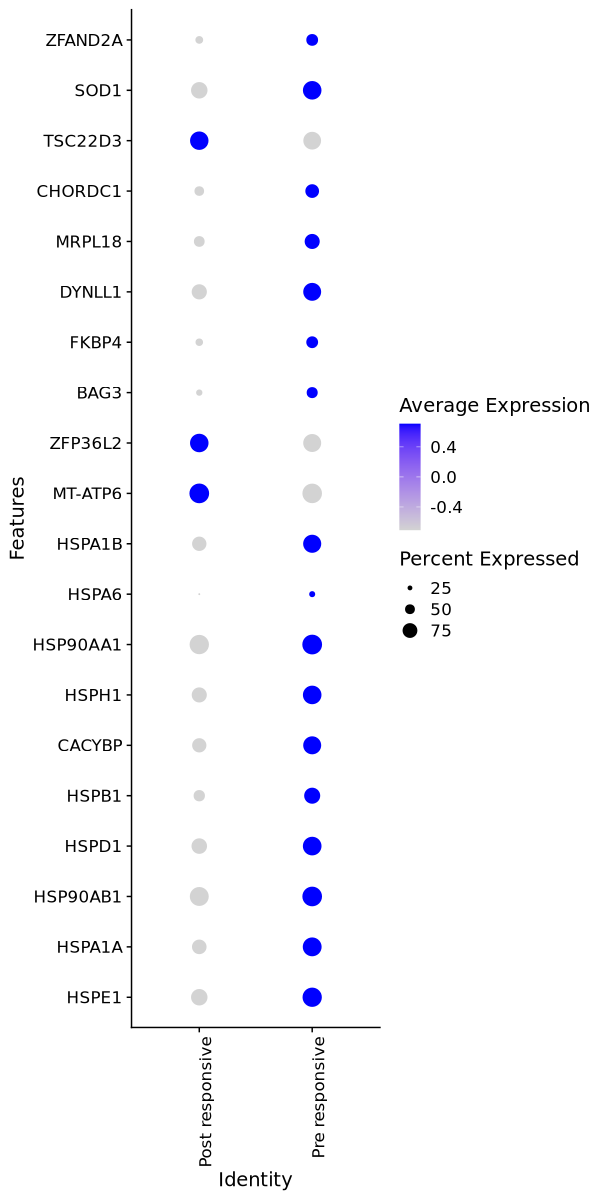 ZFAND2A
SOD1
TSC22D3
CHORDC1
MRPL18
DYNLL1
FKBP4
BAG3
ZFP36L2
MT-ATP6
HSPA1B
HSPA6
HSP90AA1
HSPH1
CACYBP
HSPB1
HSPD1
HSP90AB1
HSPA1A
HSPE1
Features
Post responsive
Pre responsive
Identity
Average Expression
0.4
0.0
-0.4
Percent Expressed
25
50
75